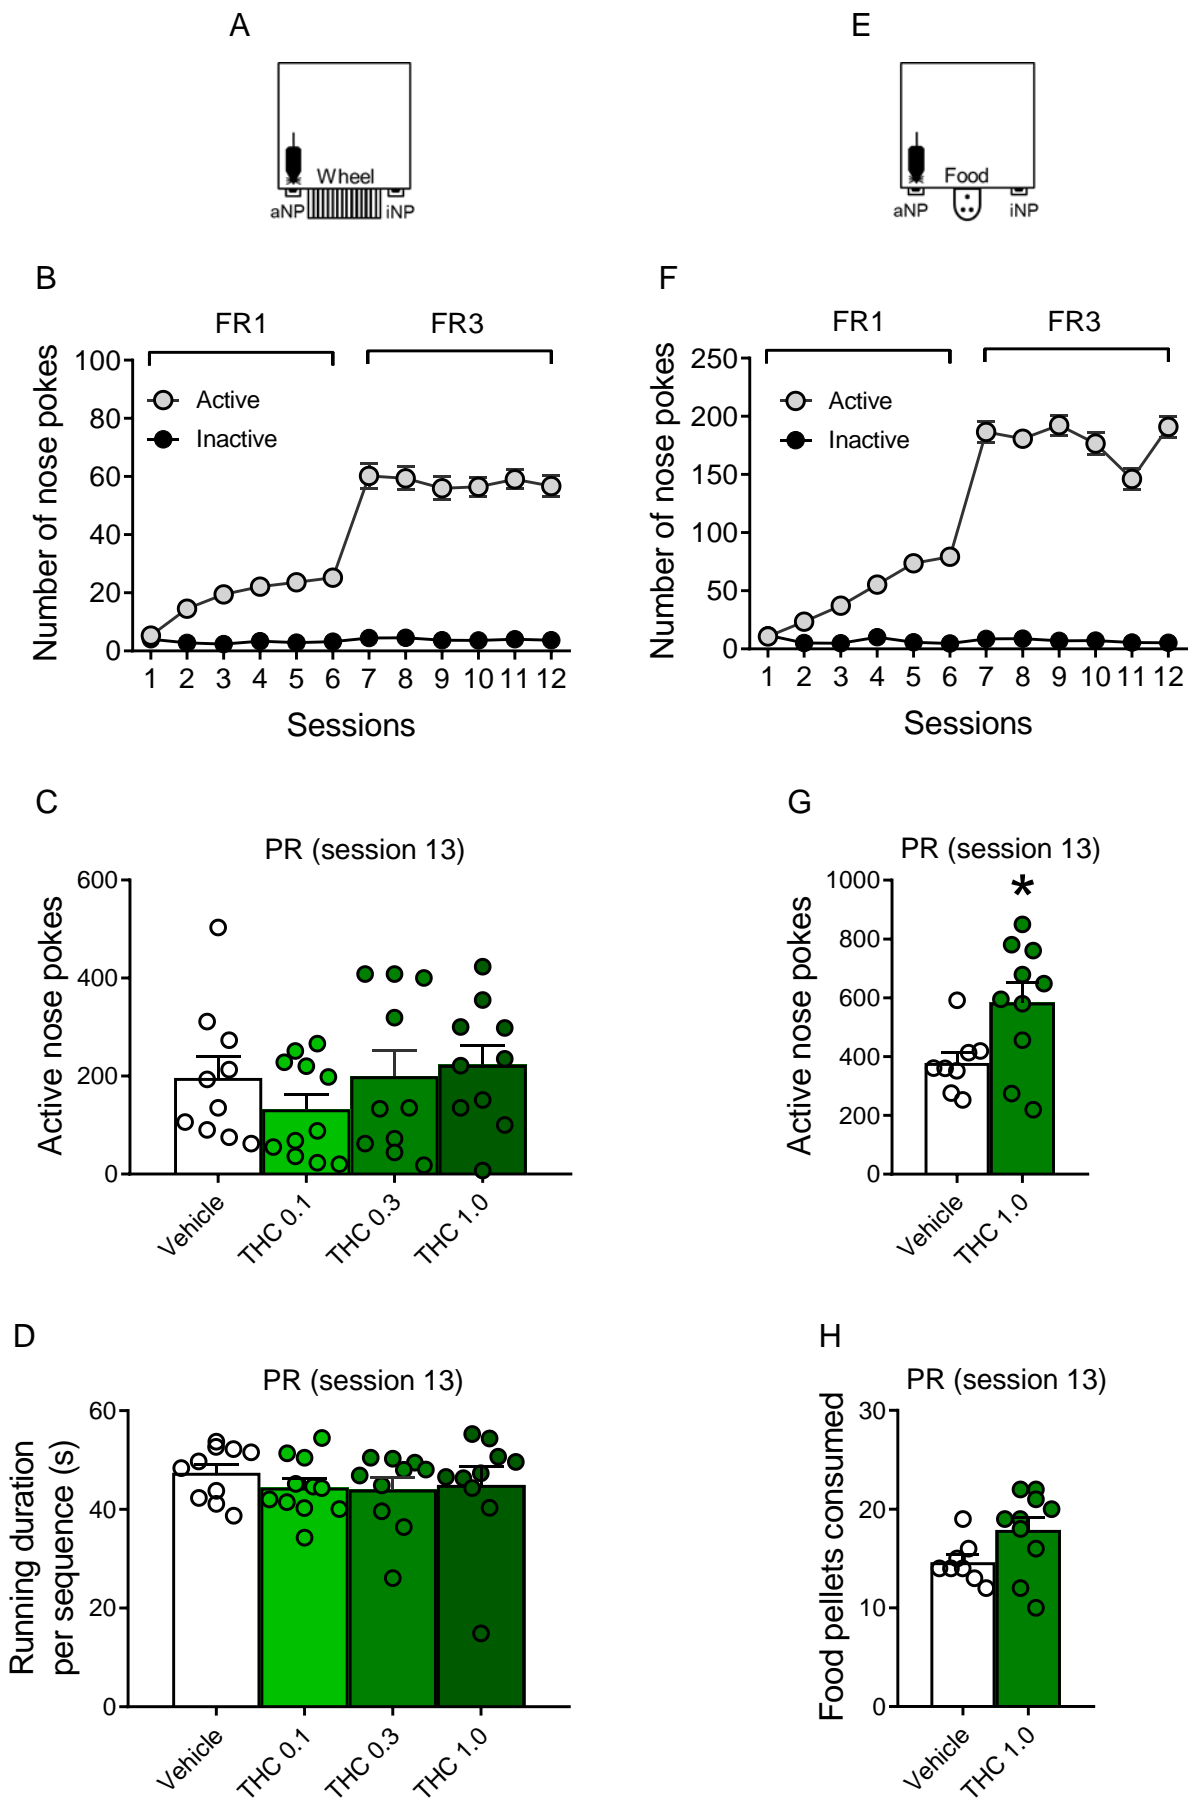 A
Wheel
aNP
iNP
E
Food
aNP
iNP
B
FR1
FR3
Number of nose pokes
100
80
60
40
20
0
Active
Inactive
1 2 3 4 5 6 7 8 9 10 11 12
Sessions
F
FR1
FR3
Number of nose pokes
250
200
150
100
50
0
Active
Inactive
1 2 3 4 5 6 7 8 9 10 11 12
Sessions
C
PR (session 13)
Active nose pokes
600
400
200
0
Vehicle
THC 0.1
THC 0.3
THC 1.0
G
PR (session 13)
Active nose pokes
1000
800
600
400
200
0
*
Vehicle
THC 1.0
D
PR (session 13)
Running duration
per sequence (s)
60
40
20
0
Vehicle
THC 0.1
THC 0.3
THC 1.0
H
PR (session 13)
Food pellets consumed
30
20
10
0
Vehicle
THC 1.0